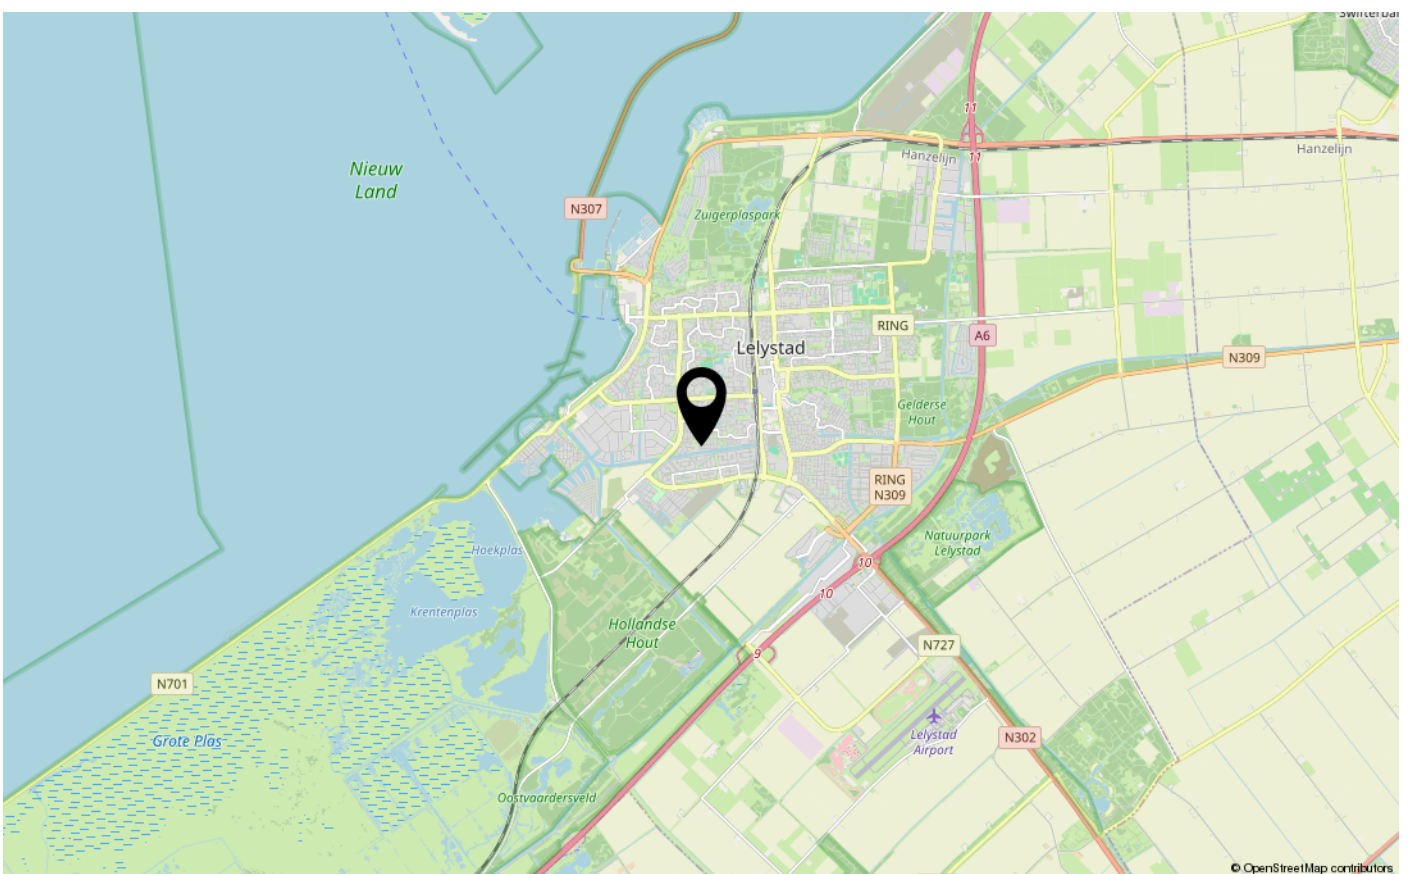 Swifterban
11
Nieuw
Land
Hanzelijn
11
Hanzelijn
N307
Zuigerplaspark
RING
A6
Lelystad
N309
Gelderse
Hout
RING
N309
Natuurpark
Lelystad
Hoekplas
10
10
Krentenplas
Hollandse
Hout
N727
9
N701
Lelystad
Airport
N302
Grote Plas
Oostvaardersveld
© OpenStreetMap contributors